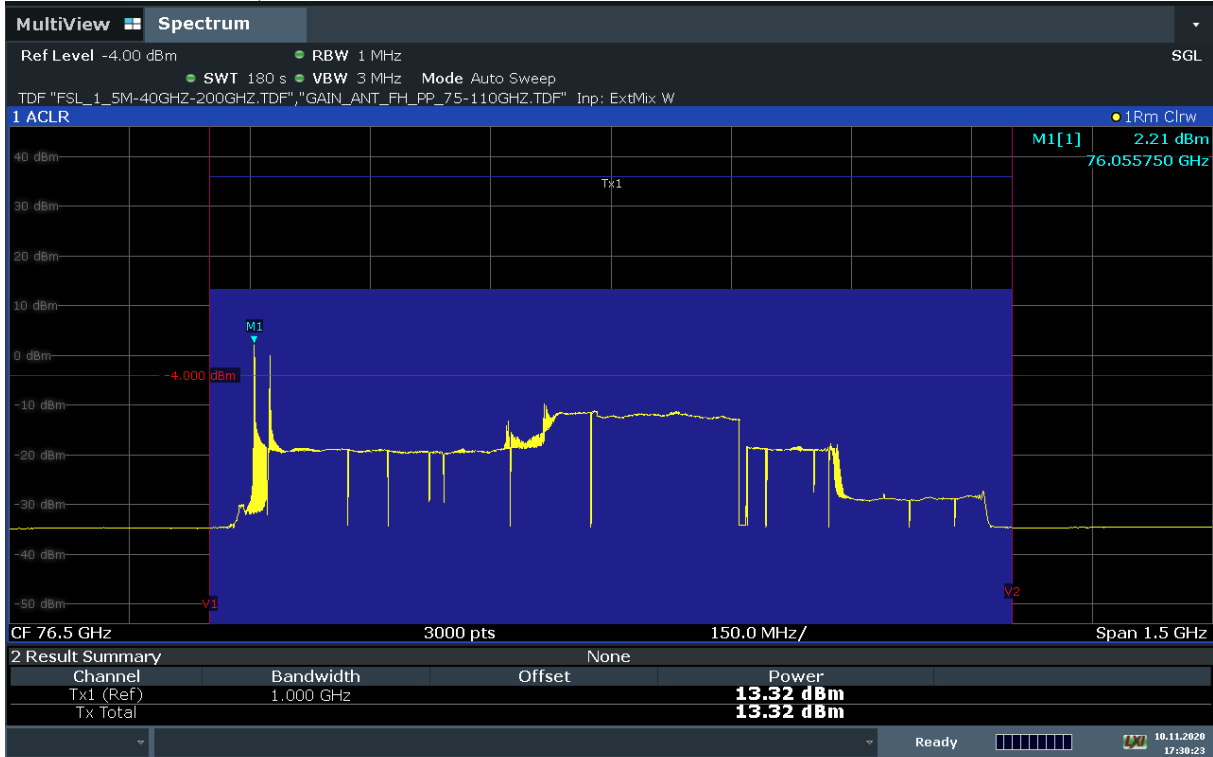 MultiView Spectrum
Ref Level -4.00 dBm RBW 1 MHz SGL
SWT 180 s VBW 3 MHz Mode Auto Sweep
TDF "FSL_1_5M-40GHZ-200GHZ.TDF","GAIN_ANT_FH_PP_75-110GHZ.TDF" Inp: ExtMix W
1 ACLR 1Rm Clrw
M1[1] 2.21 dBm
76.055750 GHz
40 dBm
Tx1
30 dBm
20 dBm
10 dBm
M1
0 dBm
-4.000 dBm
-10 dBm
-20 dBm
-30 dBm
-40 dBm
-50 dBm V1 V2
CF 76.5 GHz 3000 pts 150.0 MHz/ Span 1.5 GHz
2 Result Summary None
Channel Bandwidth Offset Power
Tx1 (Ref) 1.000 GHz 13.32 dBm
Tx Total 13.32 dBm
Ready LXI 10.11.2020
17:30:23